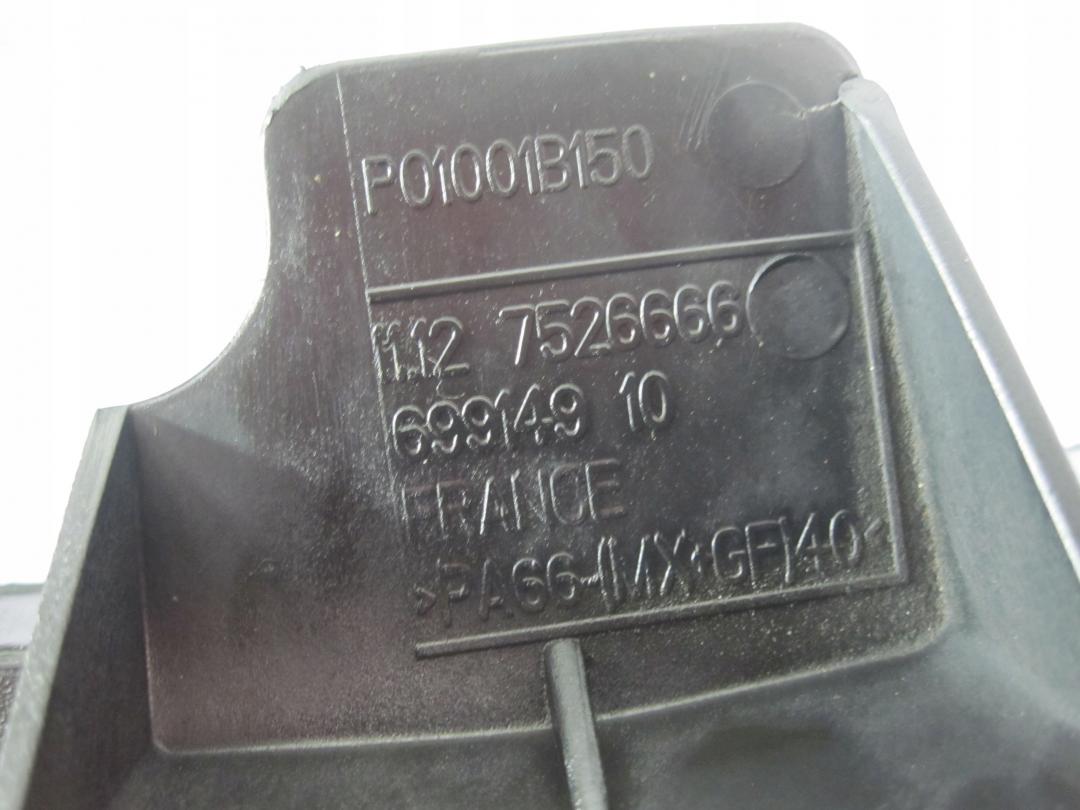 P01001B150
11.12 7526666
699149 10
FRANCE
>PA66-(MX+GF)40<